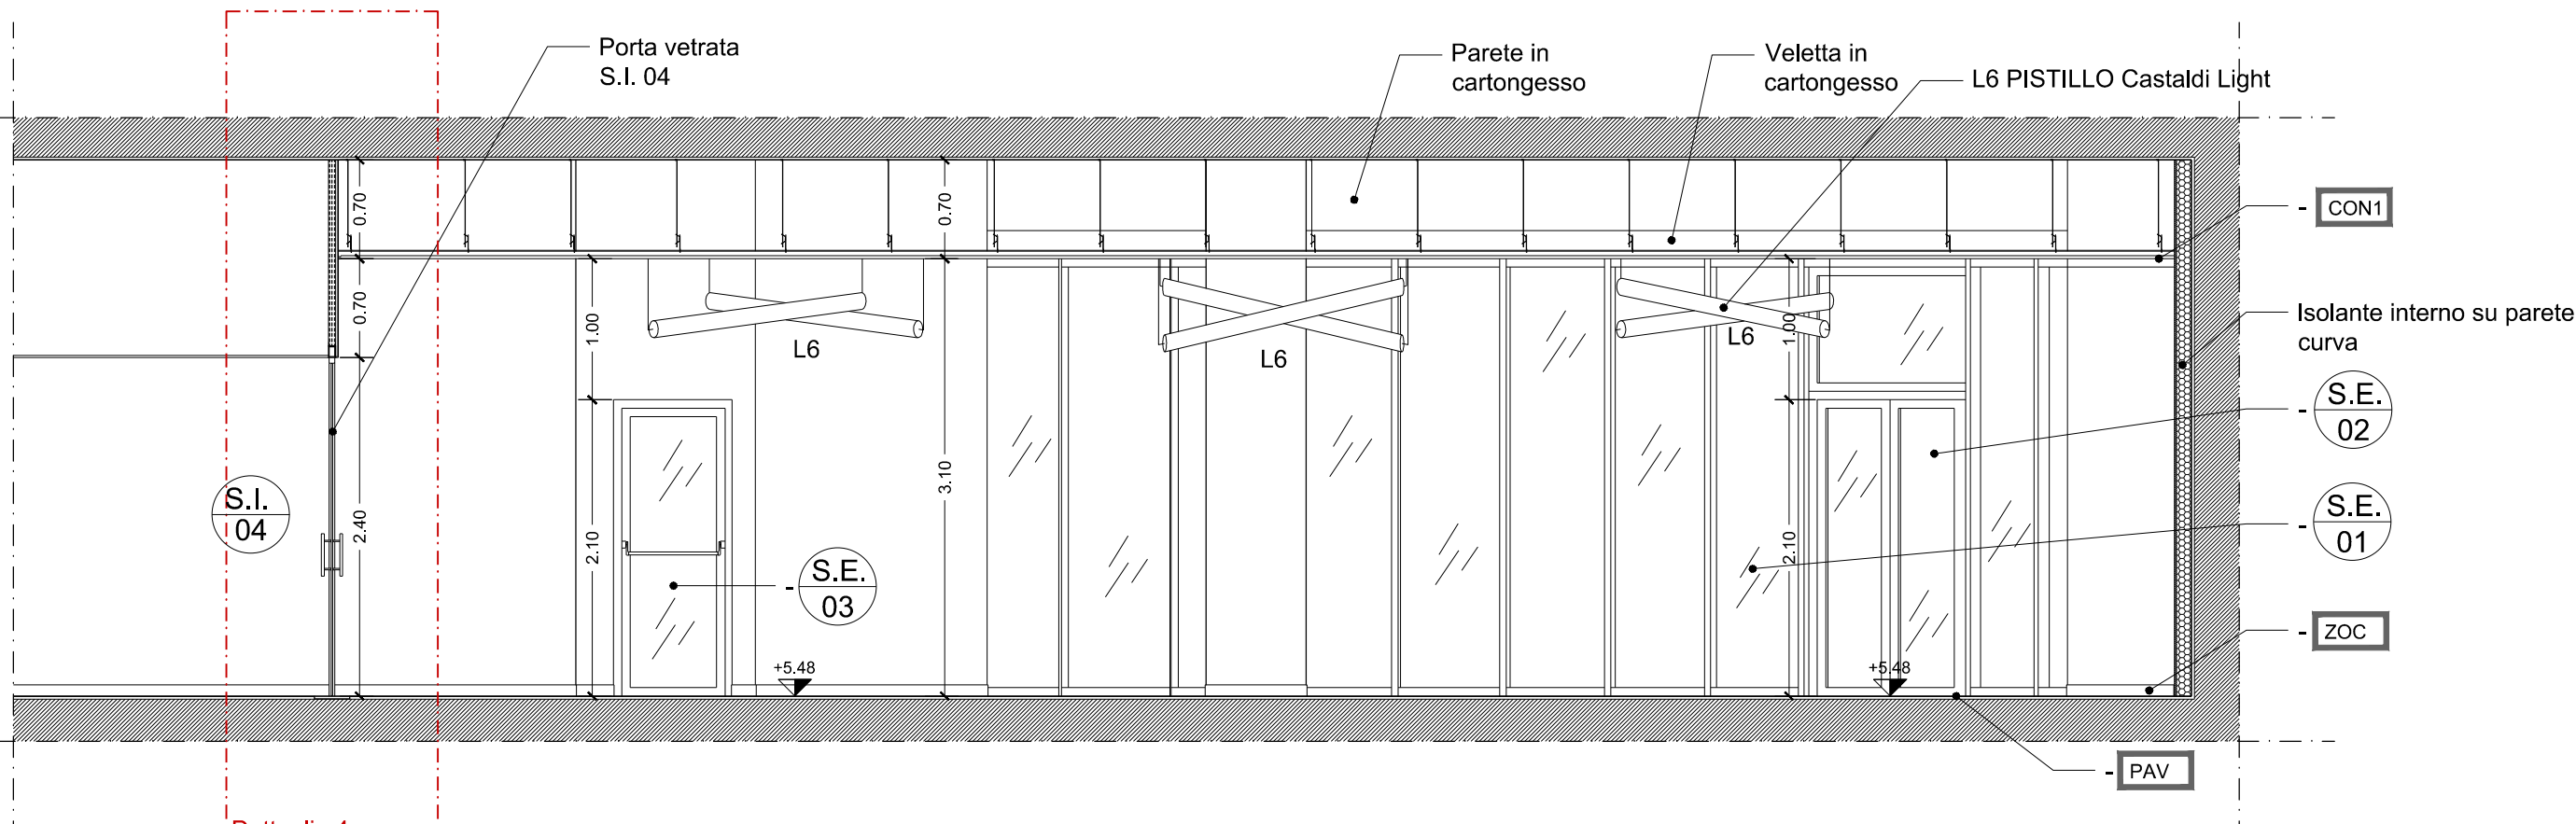 Porta vetrata
S.I. 04
Parete in
cartongesso
Veletta in
cartongesso
L6 PISTILLO Castaldi Light
0.70
0.70
- CON1
0.70
1.00
L6
L6
1.00
L6
Isolante interno su parete
curva
- S.E.
02
S.I.
04
2.40
2.10
3.10
2.10
- S.E.
01
- S.E.
03
- ZOC
+5.48
+5.48
- PAV